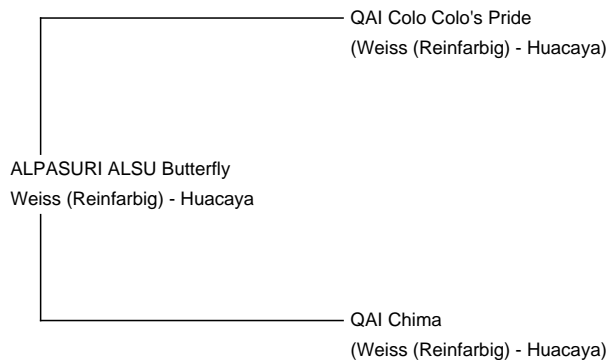 QAI Colo Colo's Pride
(Weiss (Reinfarbig) - Huacaya)
ALPASURI ALSU Butterfly
Weiss (Reinfarbig) - Huacaya
QAI Chima
(Weiss (Reinfarbig) - Huacaya)